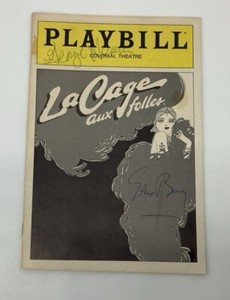 PLAYBILL
COLONIAL THEATRE
La Cage
aux folles